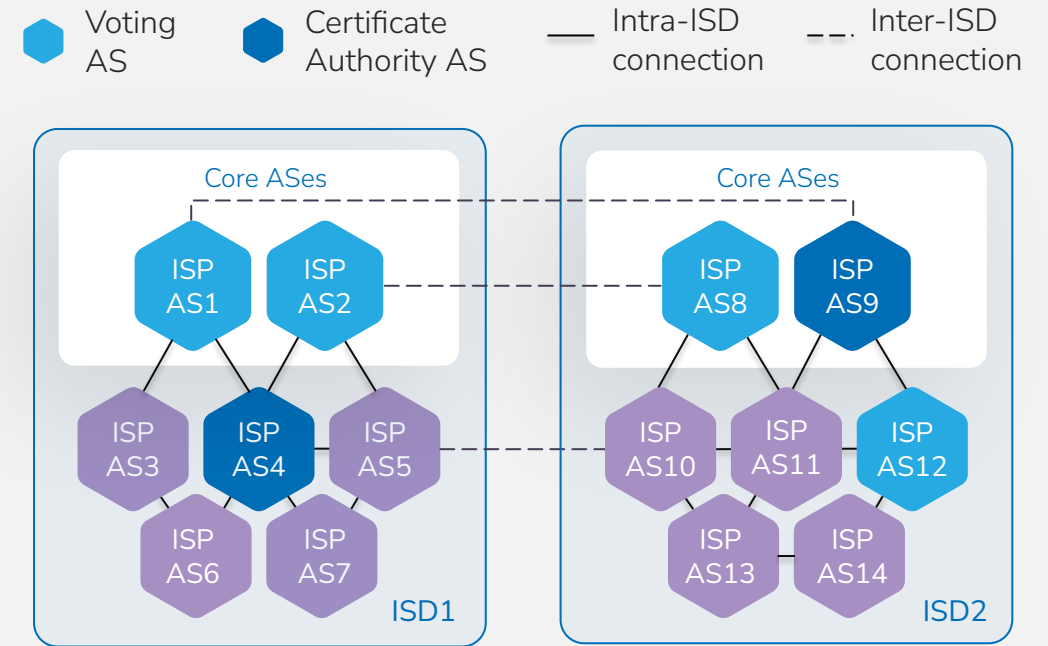 Voting
AS
Certificate
Authority AS
Intra-ISD
connection
Inter-ISD
connection
Core ASes
ISP
AS1
ISP
AS2
ISP
AS3
ISP
AS4
ISP
AS5
ISP
AS6
ISP
AS7
ISD1
Core ASes
ISP
AS8
ISP
AS9
ISP
AS10
ISP
AS11
ISP
AS12
ISP
AS13
ISP
AS14
ISD2